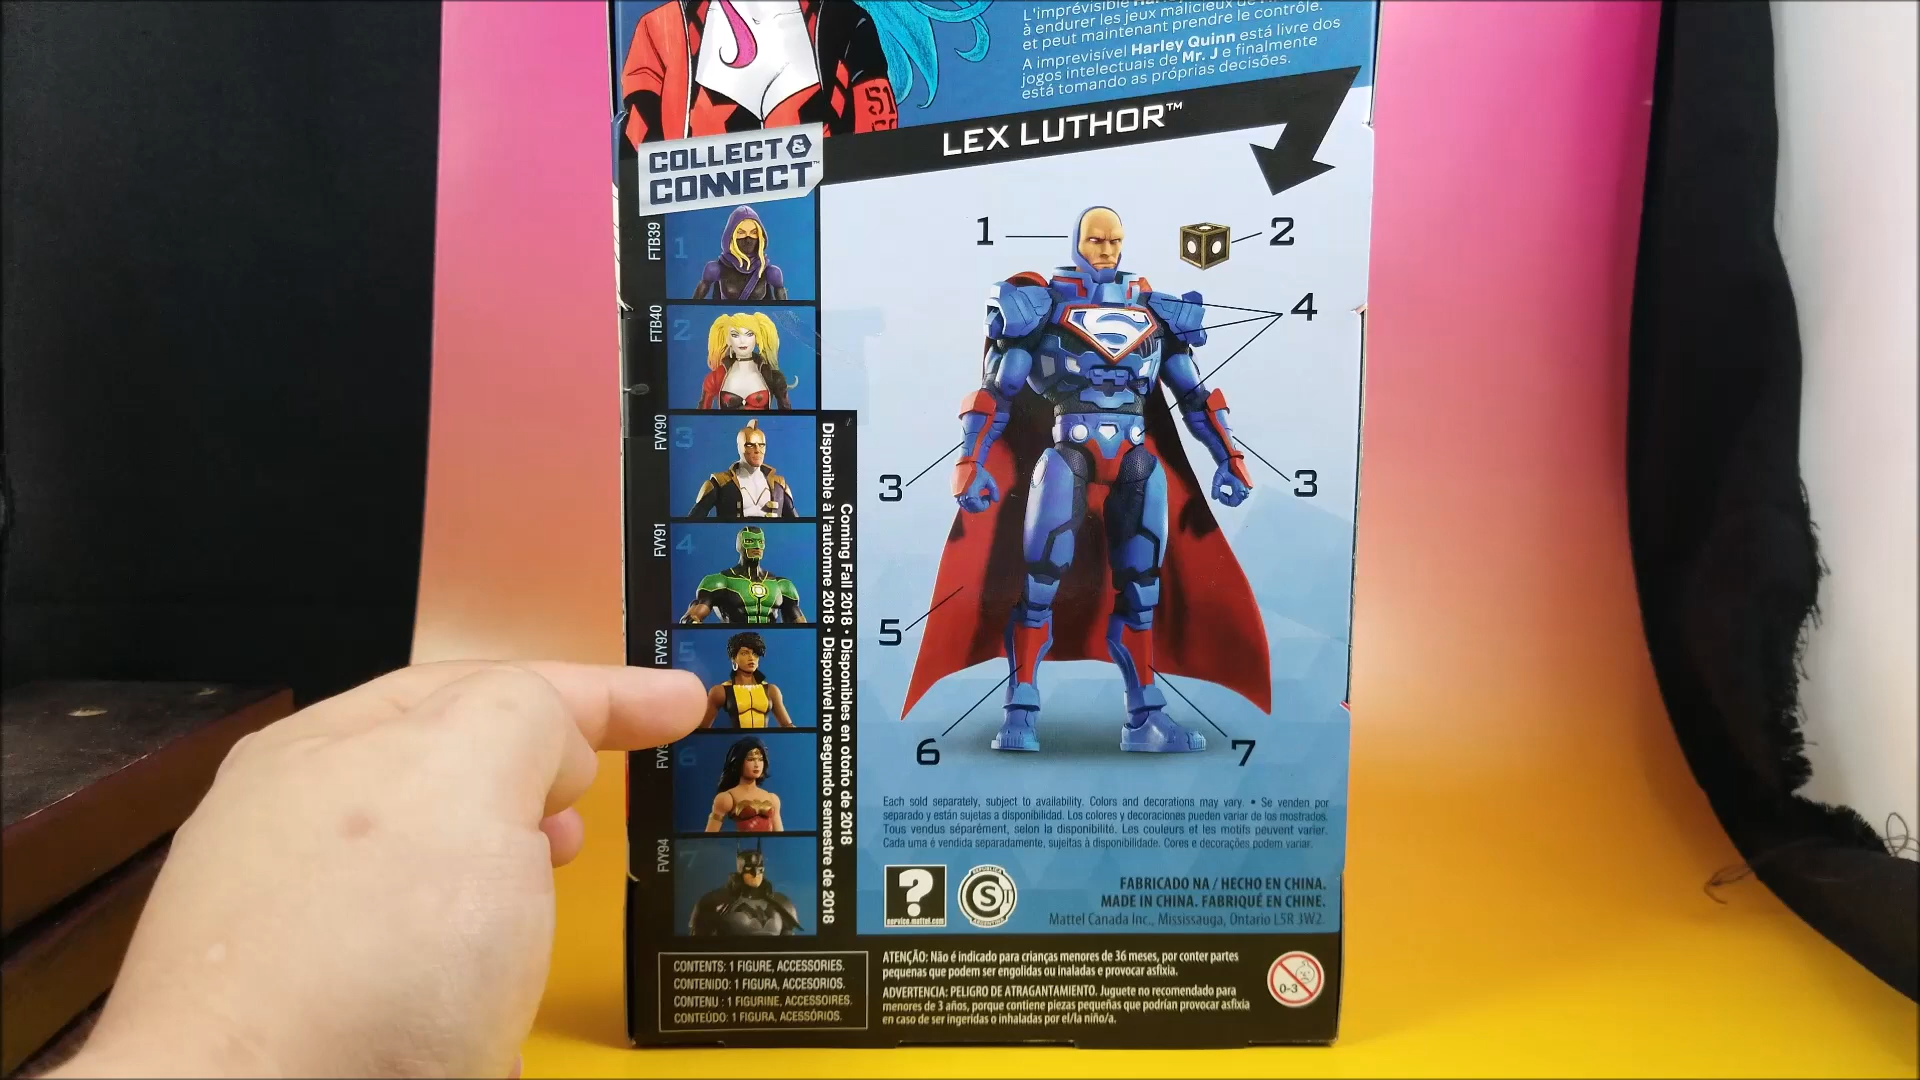 L'imprévisible
à endurer les jeux malicieux de
et peut maintenant prendre le contrôle.
A imprevisível Harley Quinn está livre dos
jogos intelectuais de Mr. J e finalmente
está tomando as próprias decisões.
51
LEX LUTHOR™
COLLECT &
CONNECT™
FTB39
1
FTB40
2
FVY90
3
FVY91
4
FVY92
5
6
FVY94
7
Coming Fall 2018 • Disponibles en otoño de 2018
Disponible à l'automne 2018 • Disponível no segundo semestre de 2018
1
2
4
3
3
5
6
7
Each sold separately, subject to availability. Colors and decorations may vary. • Se venden por
separado y están sujetas a disponibilidad. Los colores y decoraciones pueden variar de los mostrados.
Tous vendus séparément, selon la disponibilité. Les couleurs et les motifs peuvent varier.
Cada uma é vendida separadamente, sujeitas à disponibilidade. Cores e decorações podem variar.
?
service.mattel.com
S
FABRICADO NA / HECHO EN CHINA.
MADE IN CHINA. FABRIQUÉ EN CHINE.
Mattel Canada Inc., Mississauga, Ontario L5R 3W2.
CONTENTS: 1 FIGURE, ACCESSORIES.
CONTENIDO: 1 FIGURA, ACCESORIOS.
CONTENU : 1 FIGURINE, ACCESSOIRES.
CONTEÚDO: 1 FIGURA, ACESSÓRIOS.
ATENÇÃO: Não é indicado para crianças menores de 36 meses, por conter partes
pequenas que podem ser engolidas ou inaladas e provocar asfixia.
ADVERTENCIA: PELIGRO DE ATRAGANTAMIENTO. Juguete no recomendado para
menores de 3 años, porque contiene piezas pequeñas que podrían provocar asfixia
en caso de ser ingeridas o inhaladas por el/la niño/a.
0-3